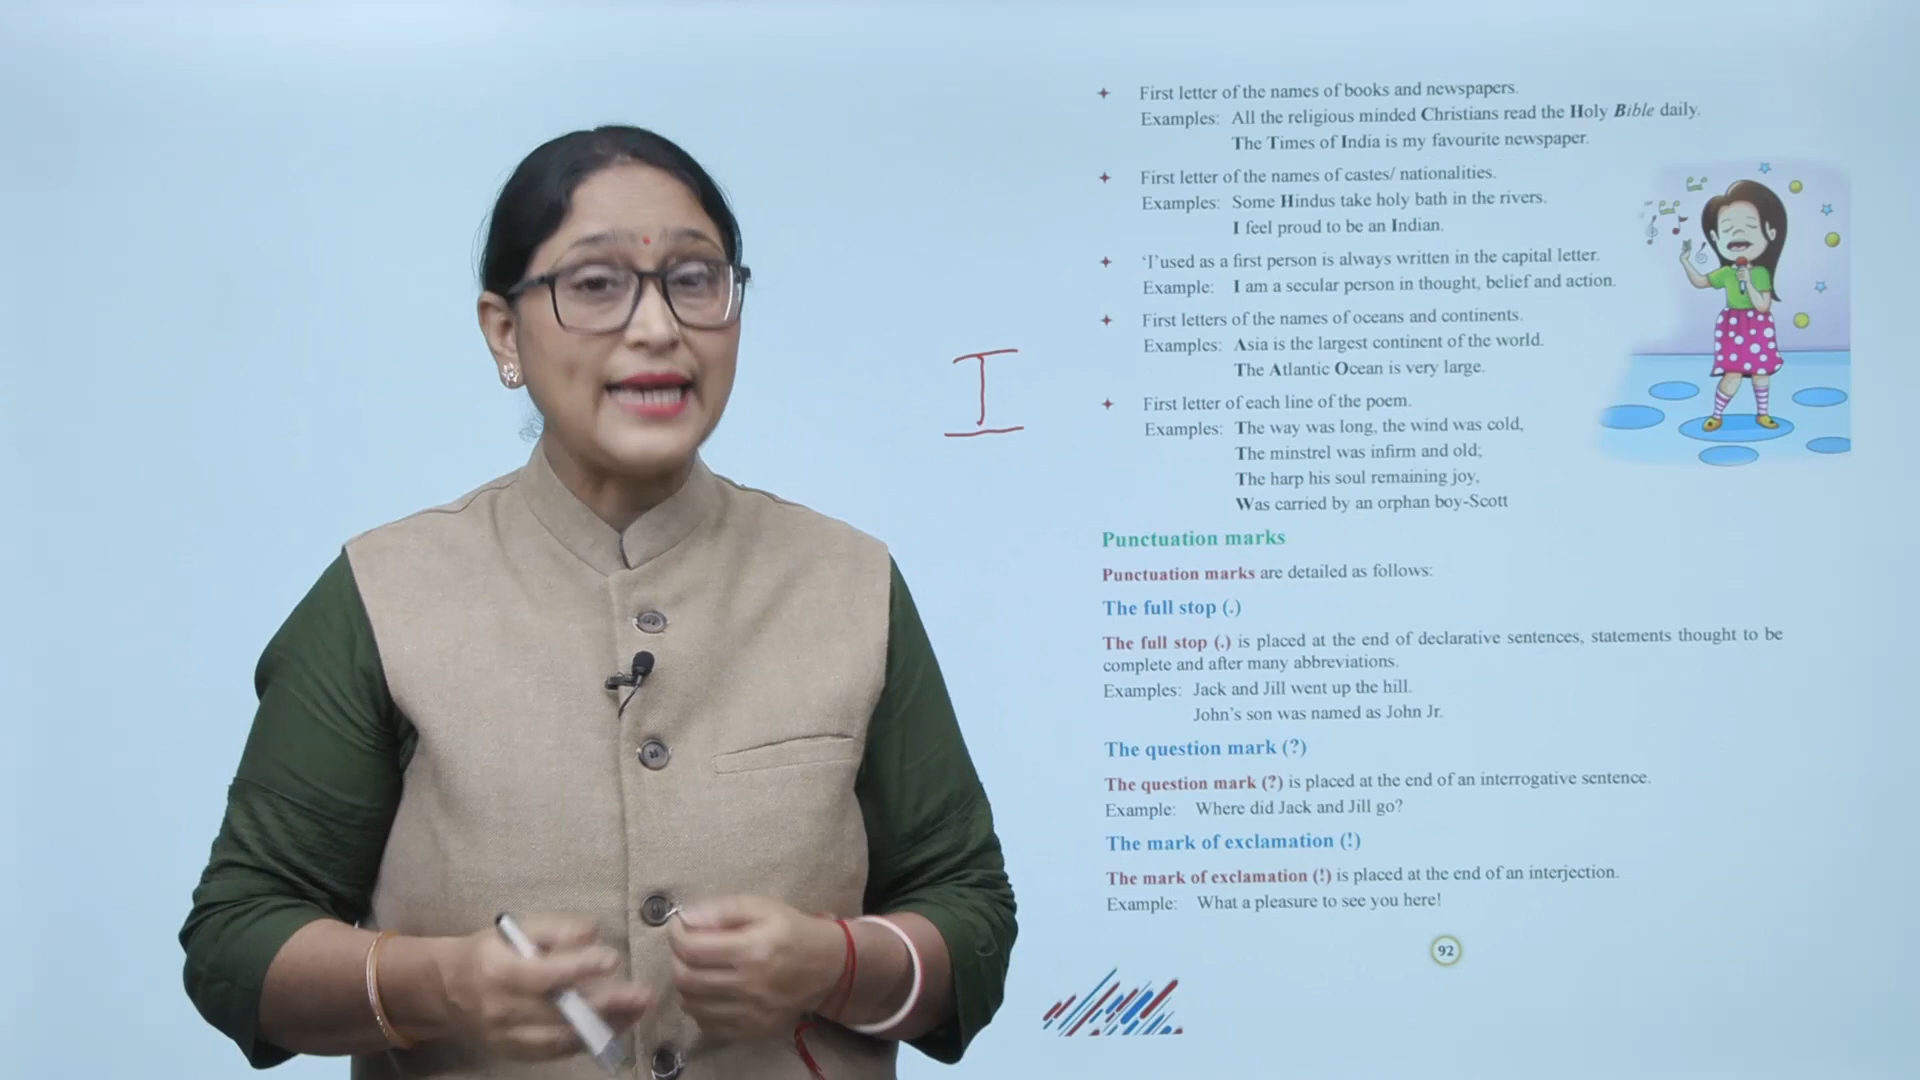 First letter of the names of books and newspapers.
Examples: All the religious minded Christians read the Holy Bible daily.
The Times of India is my favourite newspaper.
First letter of the names of castes/ nationalities.
Examples: Some Hindus take holy bath in the rivers.
I feel proud to be an Indian.
'I'used as a first person is always written in the capital letter.
Example: I am a secular person in thought, belief and action.
First letters of the names of oceans and continents.
Examples: Asia is the largest continent of the world.
The Atlantic Ocean is very large.
I
First letter of each line of the poem.
Examples: The way was long, the wind was cold,
The minstrel was infirm and old;
The harp his soul remaining joy,
Was carried by an orphan boy-Scott
Punctuation marks
Punctuation marks are detailed as follows:
The full stop (.)
The full stop (.) is placed at the end of declarative sentences, statements thought to be
complete and after many abbreviations.
Examples: Jack and Jill went up the hill.
John's son was named as John Jr.
The question mark (?)
The question mark (?) is placed at the end of an interrogative sentence.
Example: Where did Jack and Jill go?
The mark of exclamation (!)
The mark of exclamation (!) is placed at the end of an interjection.
Example: What a pleasure to see you here!
92